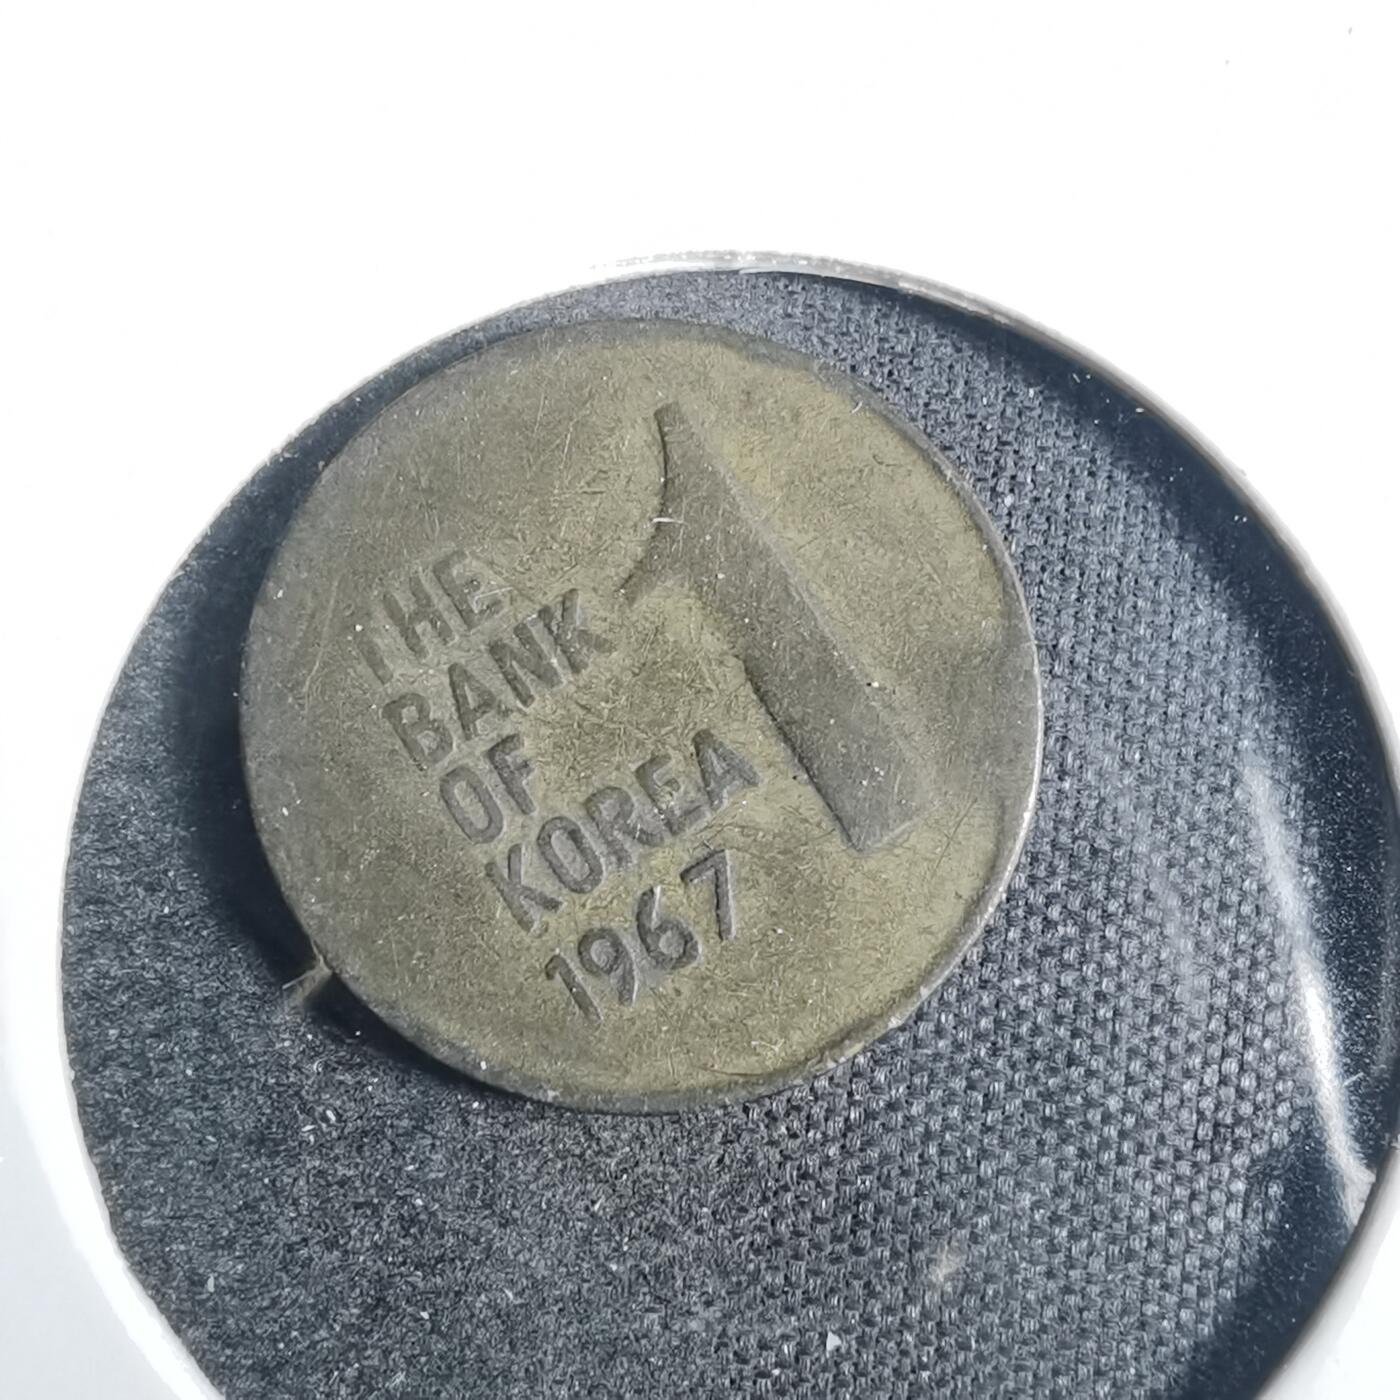 1
THE
BANK
OF
KOREA
1967